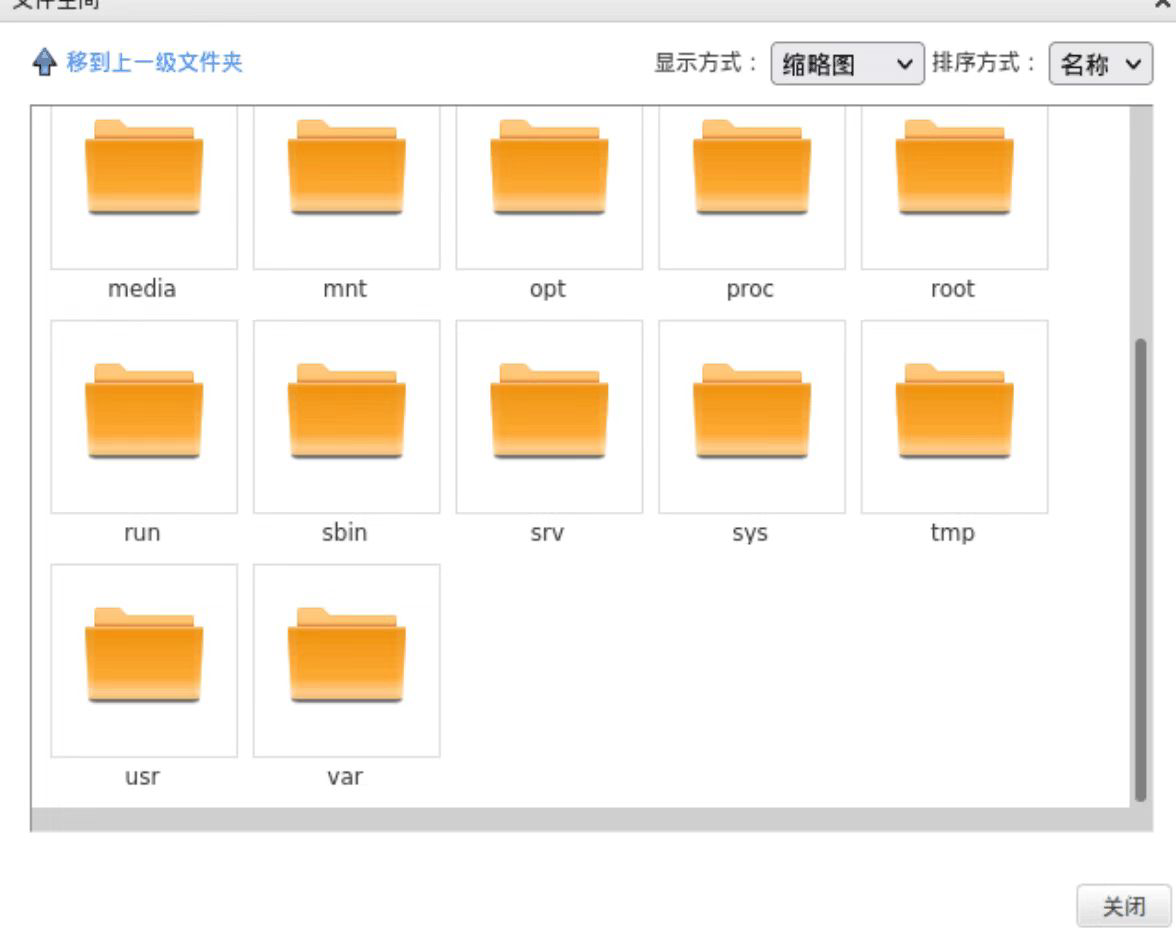 文件空间
移到上一级文件夹 显示方式： 缩略图 排序方式： 名称
media mnt opt proc root
run sbin srv sys tmp
usr var
关闭